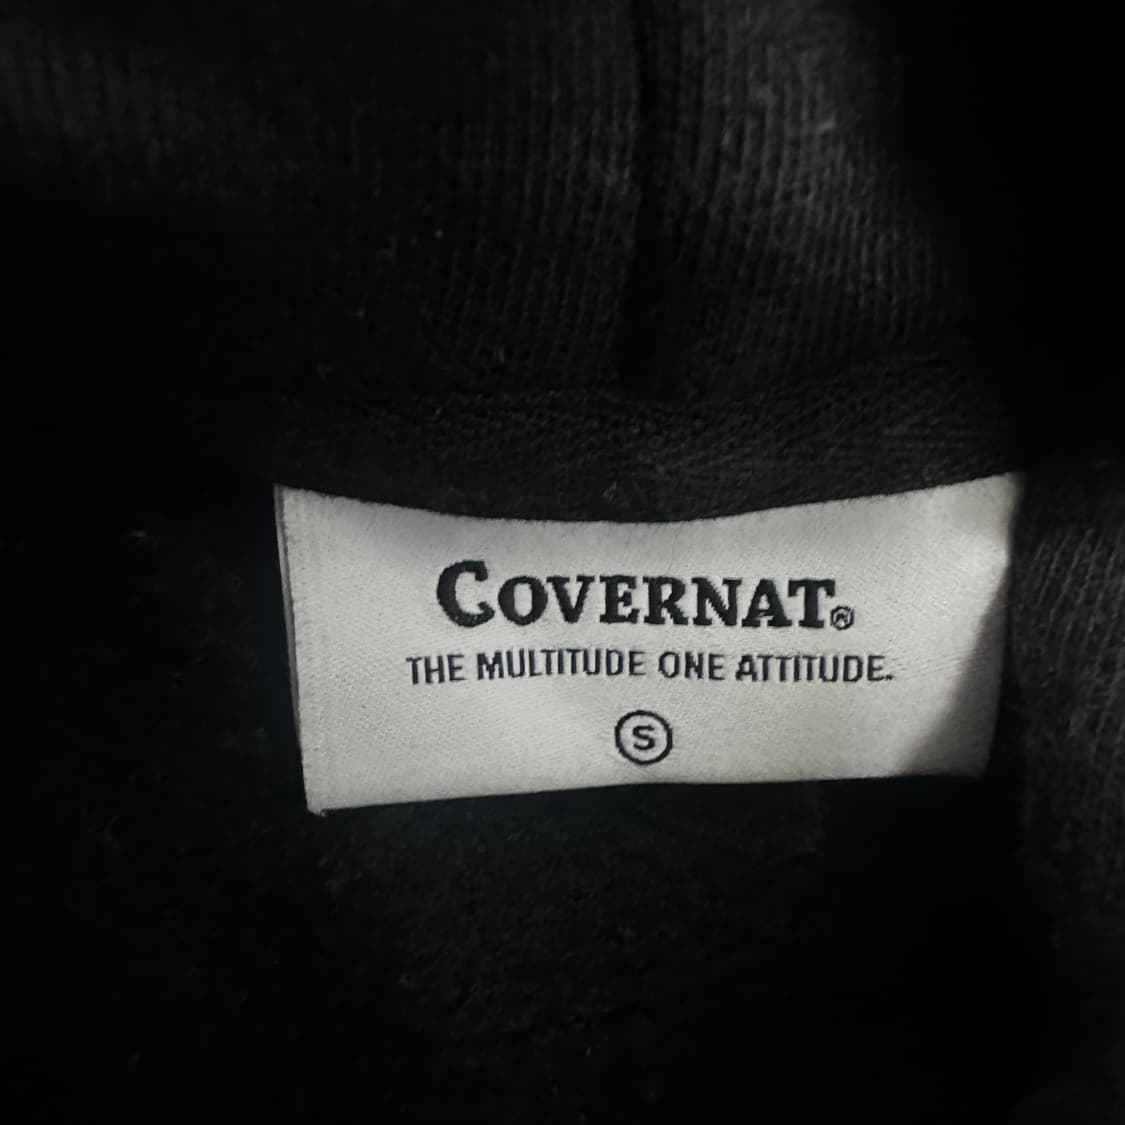 COVERNAT®
THE MULTITUDE ONE ATTITUDE.
S